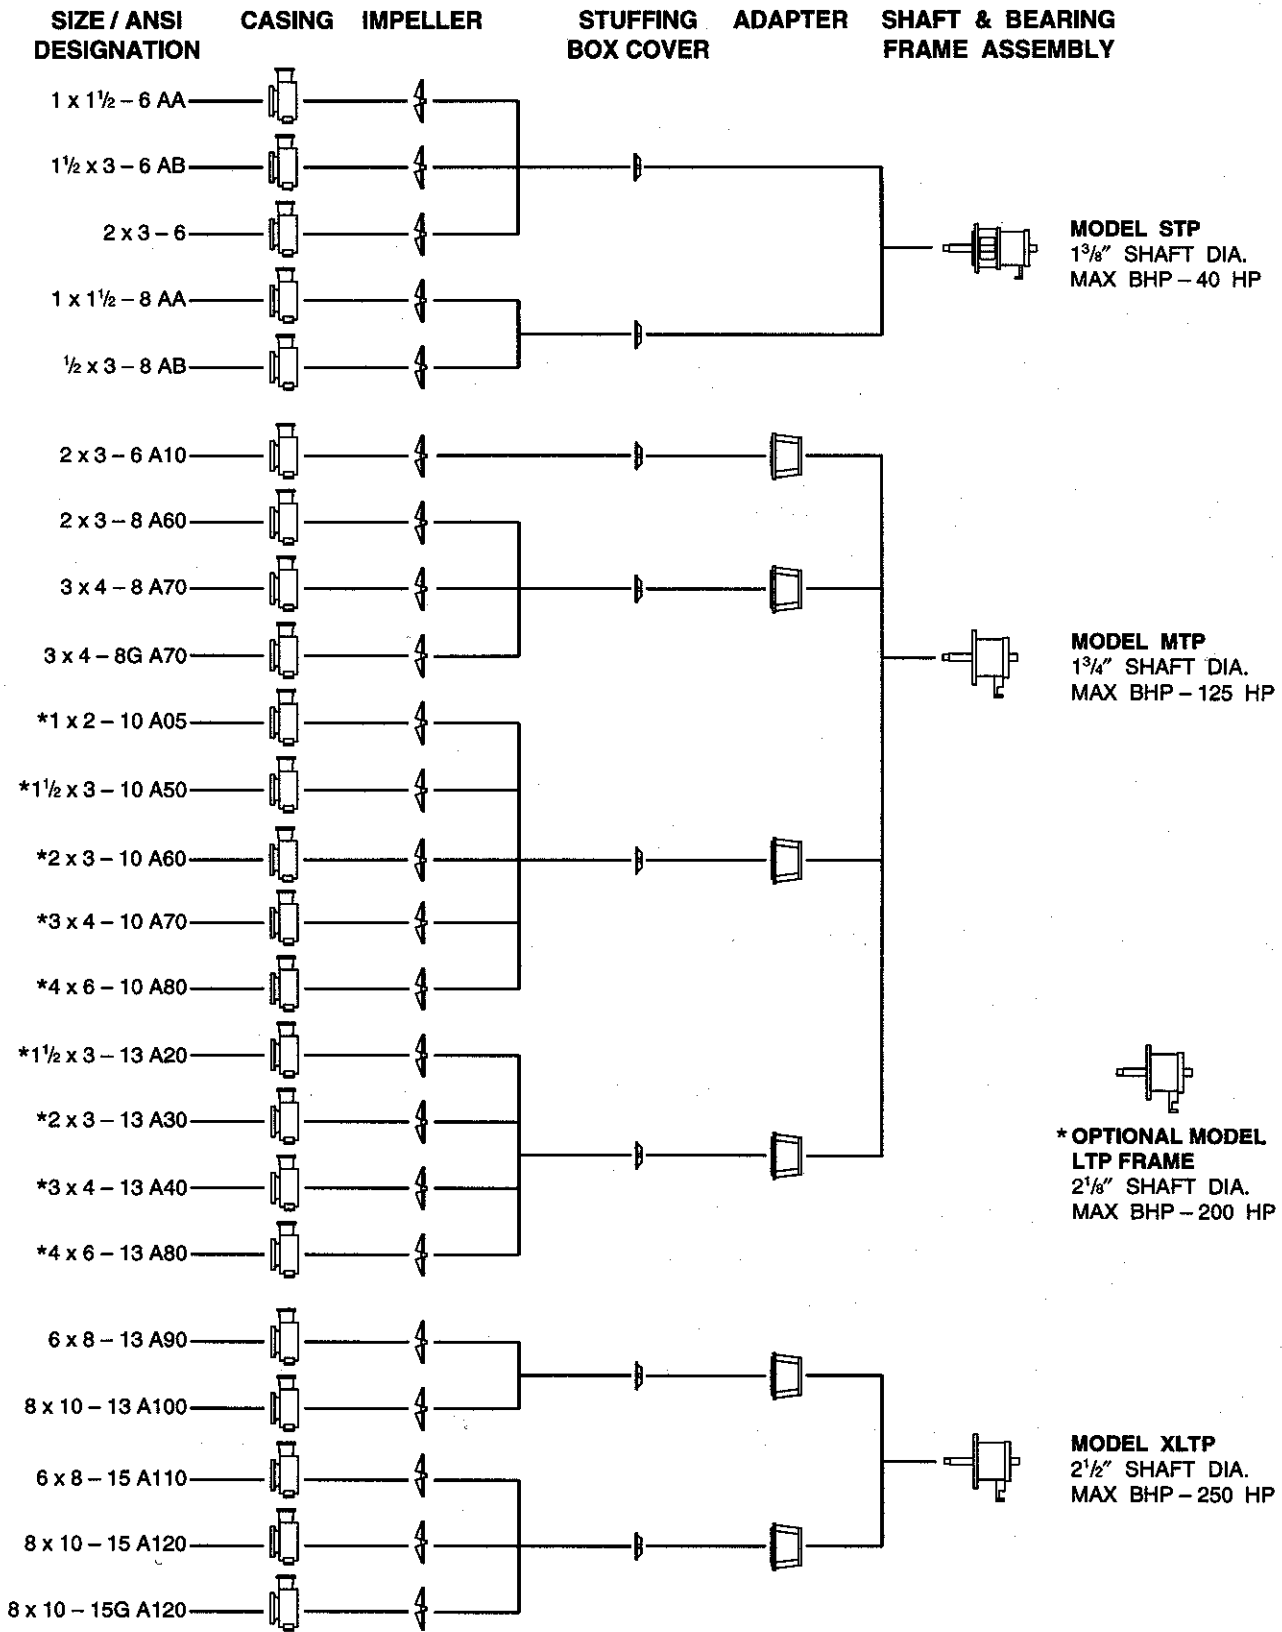 SIZE / ANSI DESIGNATION
CASING
IMPELLER
STUFFING BOX COVER
ADAPTER
SHAFT & BEARING FRAME ASSEMBLY
1 x 1½ – 6 AA
1½ x 3 – 6 AB
2 x 3 – 6
1 x 1½ – 8 AA
½ x 3 – 8 AB
MODEL STP
1³/₈″ SHAFT DIA.
MAX BHP – 40 HP
2 x 3 – 6 A10
2 x 3 – 8 A60
3 x 4 – 8 A70
3 x 4 – 8G A70
*1 x 2 – 10 A05
*1½ x 3 – 10 A50
*2 x 3 – 10 A60
*3 x 4 – 10 A70
*4 x 6 – 10 A80
*1½ x 3 – 13 A20
*2 x 3 – 13 A30
*3 x 4 – 13 A40
*4 x 6 – 13 A80
MODEL MTP
1³/₄″ SHAFT DIA.
MAX BHP – 125 HP
* OPTIONAL MODEL
LTP FRAME
2¹/₈″ SHAFT DIA.
MAX BHP – 200 HP
6 x 8 – 13 A90
8 x 10 – 13 A100
6 x 8 – 15 A110
8 x 10 – 15 A120
8 x 10 – 15G A120
MODEL XLTP
2¹/₂″ SHAFT DIA.
MAX BHP – 250 HP